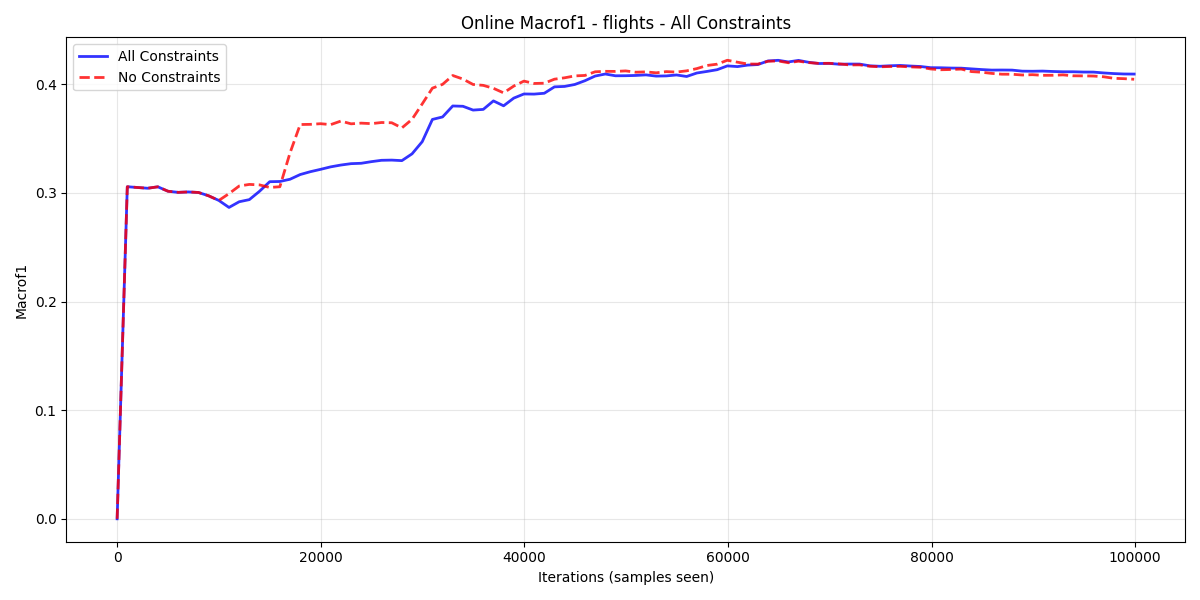 Online Macrof1 - flights - All Constraints
All Constraints
No Constraints
Macrof1
0.4
0.3
0.2
0.1
0.0
0
20000
40000
60000
80000
100000
Iterations (samples seen)